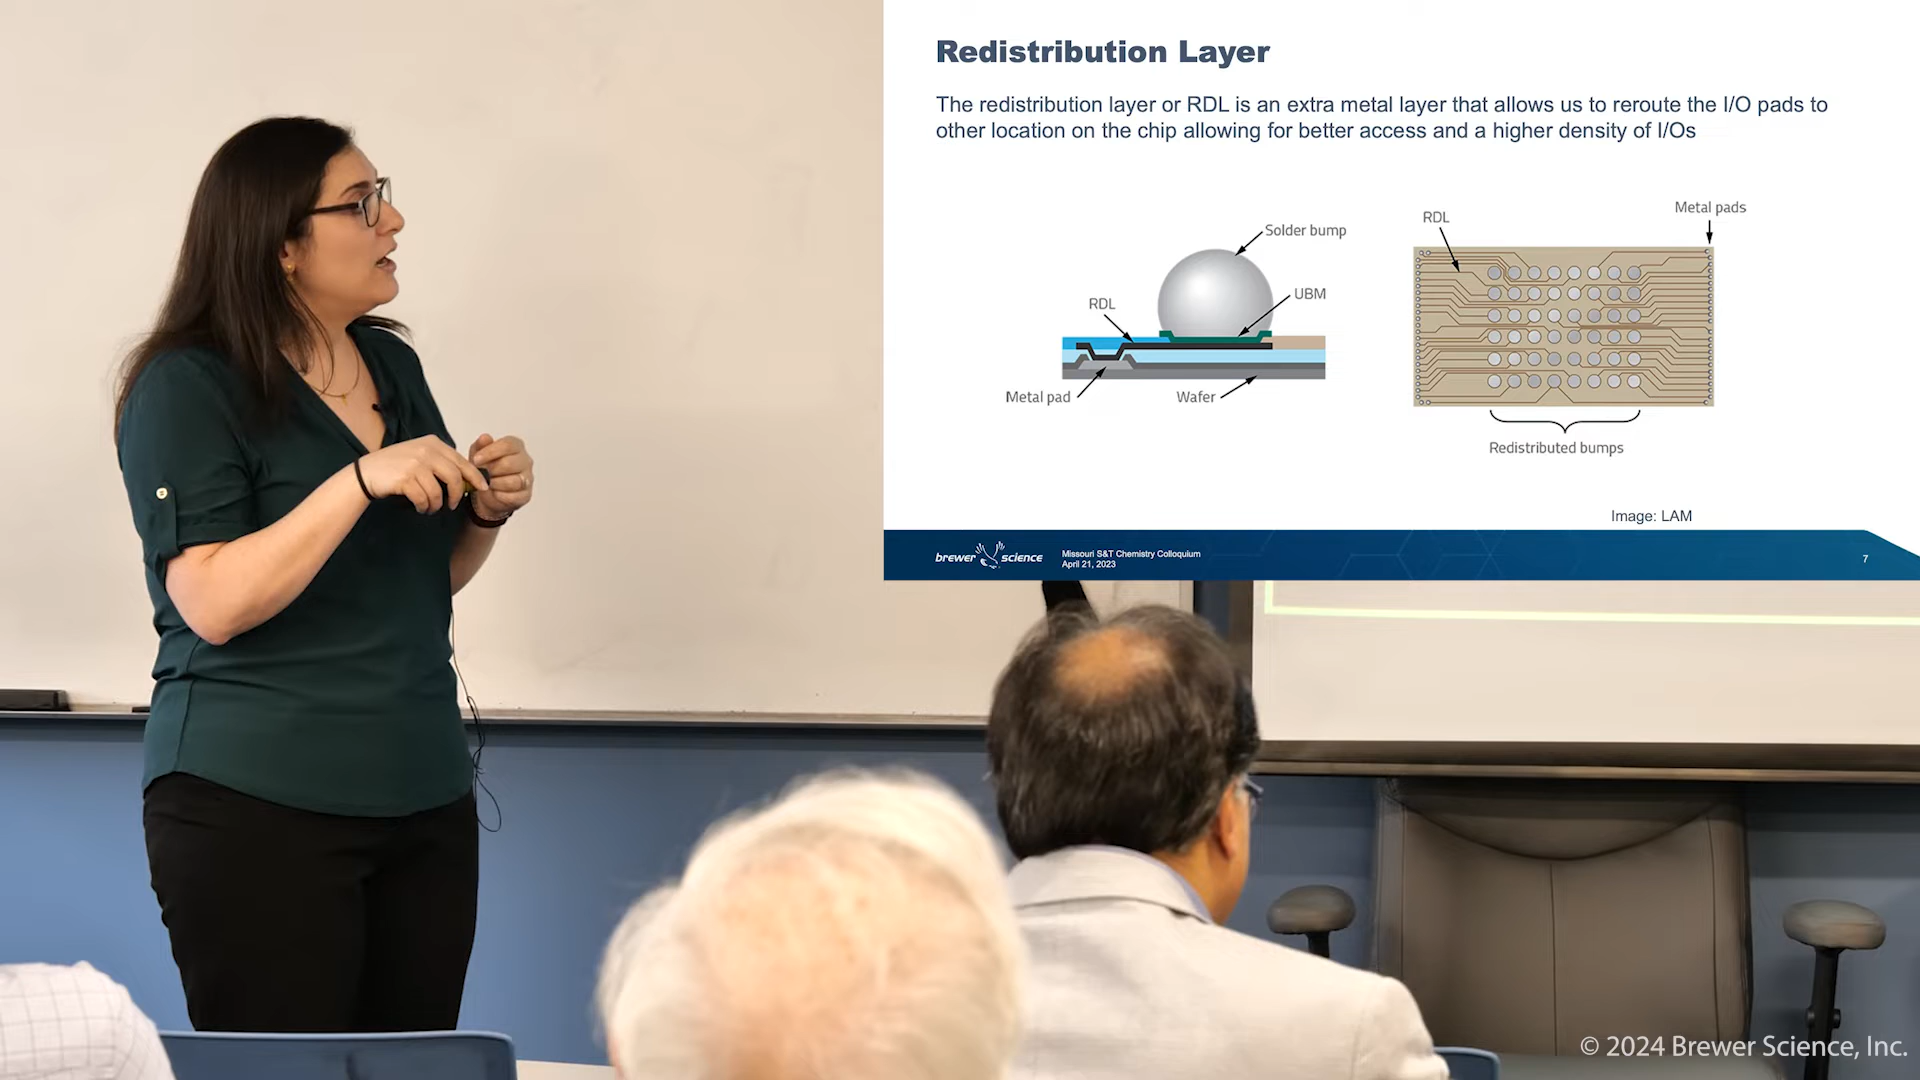 Redistribution Layer
The redistribution layer or RDL is an extra metal layer that allows us to reroute the I/O pads to
other location on the chip allowing for better access and a higher density of I/Os
Solder bump
UBM
RDL
Metal pad
Wafer
RDL
Metal pads
Redistributed bumps
Image: LAM
brewer science
Missouri S&T Chemistry Colloquium
April 21, 2023
7
© 2024 Brewer Science, Inc.